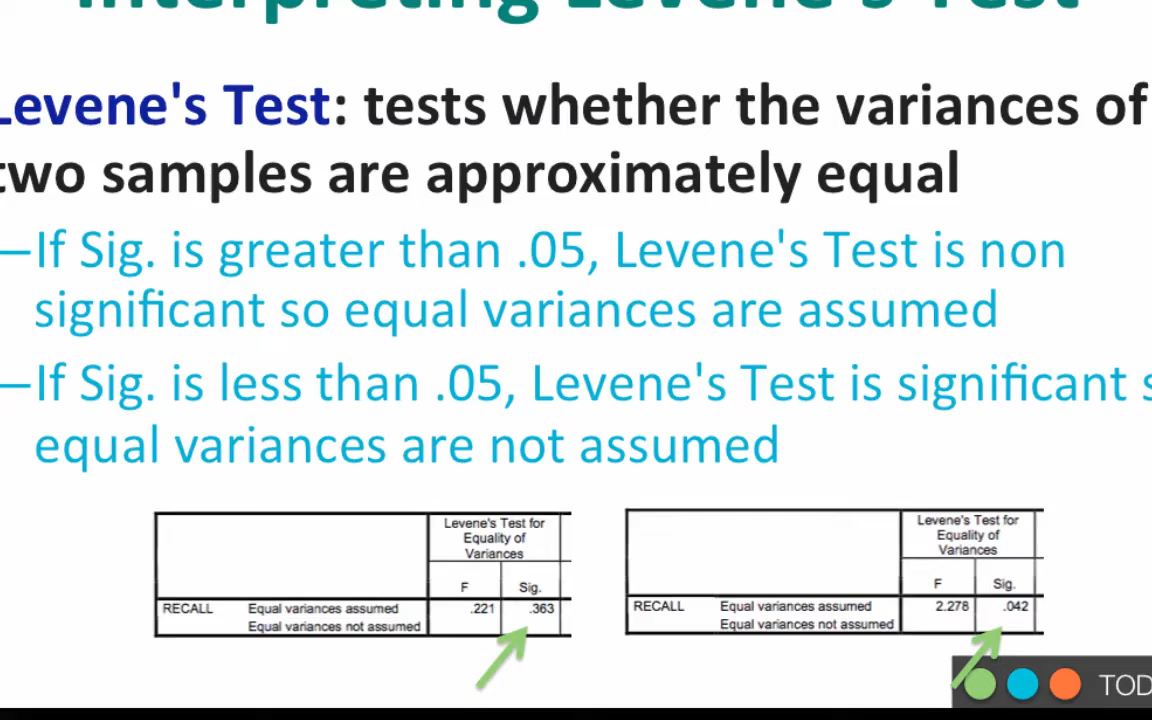 Interpreting Levene's Test
Levene's Test: tests whether the variances of
two samples are approximately equal
–If Sig. is greater than .05, Levene's Test is non
significant so equal variances are assumed
–If Sig. is less than .05, Levene's Test is significant s
equal variances are not assumed
Levene's Test for
Equality of
Variances
F Sig.
RECALL Equal variances assumed .221 .363
Equal variances not assumed
Levene's Test for
Equality of
Variances
F Sig.
RECALL Equal variances assumed 2.278 .042
Equal variances not assumed
TOD